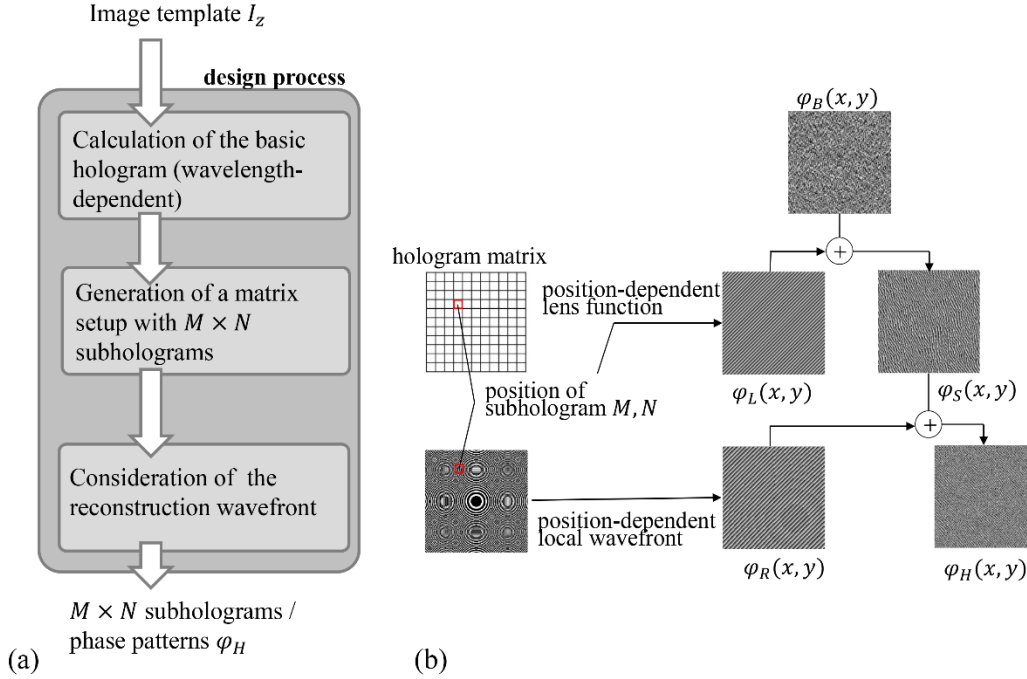 Image template I_z
design process
Calculation of the basic
hologram (wavelength-
dependent)
Generation of a matrix
setup with M × N
subholograms
Consideration of the
reconstruction wavefront
M × N subholograms /
phase patterns φ_H
(a)
φ_B(x, y)
+
hologram matrix
position-dependent
lens function
position of
subhologram M, N
φ_L(x, y)
φ_S(x, y)
+
position-dependent
local wavefront
φ_R(x, y)
φ_H(x, y)
(b)